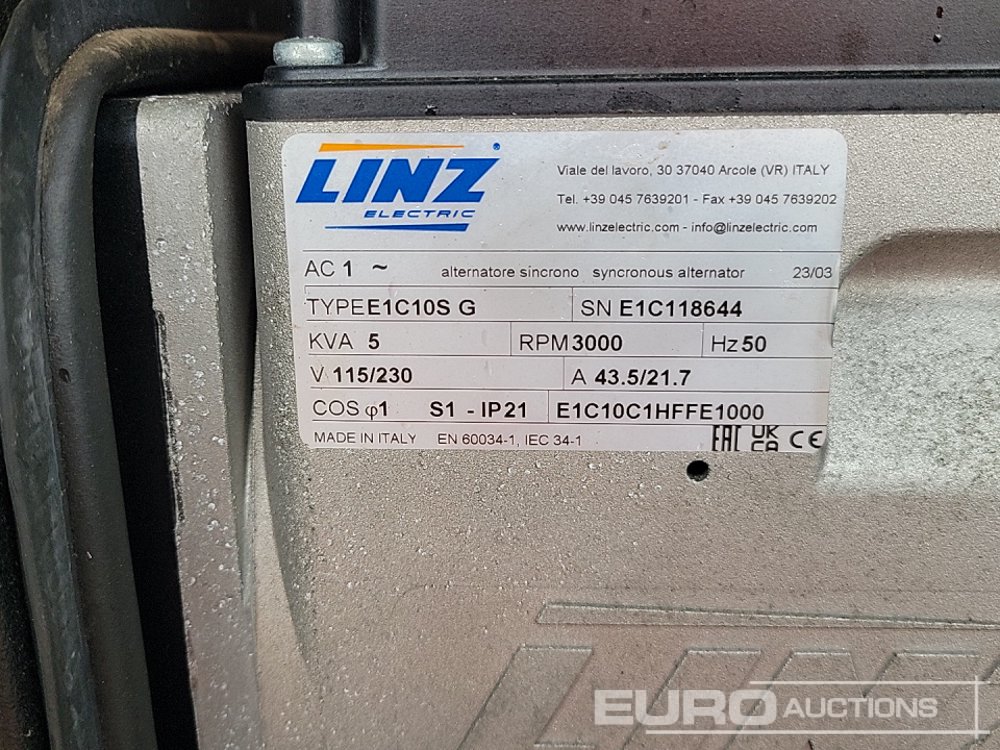 LINZ ®
ELECTRIC
Viale del lavoro, 30 37040 Arcole (VR) ITALY
Tel. +39 045 7639201 - Fax +39 045 7639202
www.linzelectric.com - info@linzelectric.com
AC 1 ~ alternatore sincrono syncronous alternator 23/03
TYPE E1C10S G SN E1C118644
KVA 5 RPM 3000 Hz 50
V 115/230 A 43.5/21.7
COS φ1 S1 - IP21 E1C10C1HFFE1000
MADE IN ITALY EN 60034-1, IEC 34-1 EAC UK CA CE
LINZ
EURO AUCTIONS